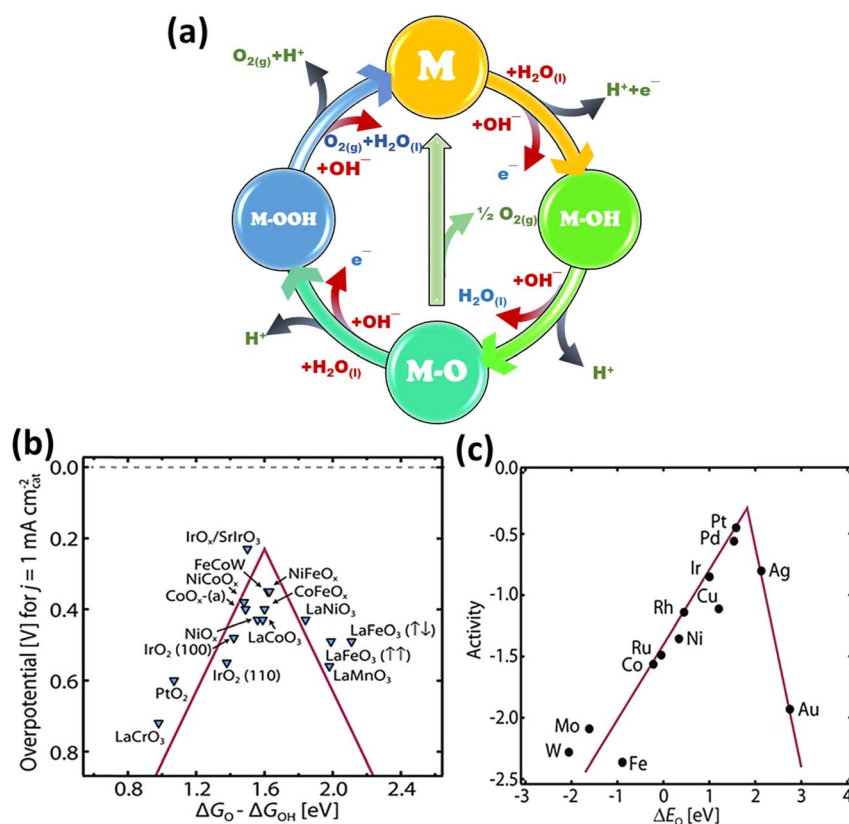 (a)
M
O₂(g)+H⁺
+H₂O(l)
H⁺+e⁻
+OH⁻
O₂(g)+H₂O(l)
+OH⁻
e⁻
M-OOH
½ O₂(g)
M-OH
e⁻
+OH⁻
H₂O(l)
H⁺
+OH⁻
+H₂O(l)
M-O
H⁺
(b)
Overpotential [V] for j = 1 mA cm⁻²cat
0.0
0.2
0.4
0.6
0.8
IrOₓ/SrIrO₃
FeCoW
NiFeOₓ
NiCoOₓ
CoFeOₓ
CoOₓ-(a)
LaNiO₃
NiOₓ
LaCoO₃
LaFeO₃ (↑↓)
IrO₂ (100)
LaFeO₃ (↑↑)
IrO₂ (110)
LaMnO₃
PtO₂
LaCrO₃
0.8 1.2 1.6 2.0 2.4
ΔG_O - ΔG_OH [eV]
(c)
Activity
0.0
-0.5
-1.0
-1.5
-2.0
-2.5
Pt
Pd
Ir
Ag
Cu
Rh
Ni
Ru
Co
Au
Mo
W
Fe
-3 -2 -1 0 1 2 3 4
ΔE_O [eV]